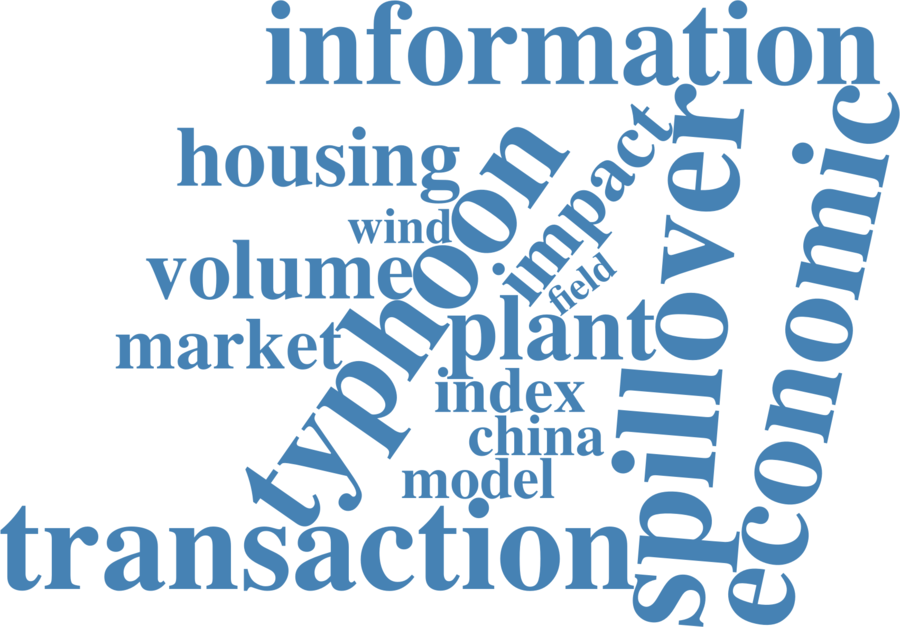 information
housing
typhoon
impact
spillover
economic
wind
volume
field
plant
market
index
china
model
transaction